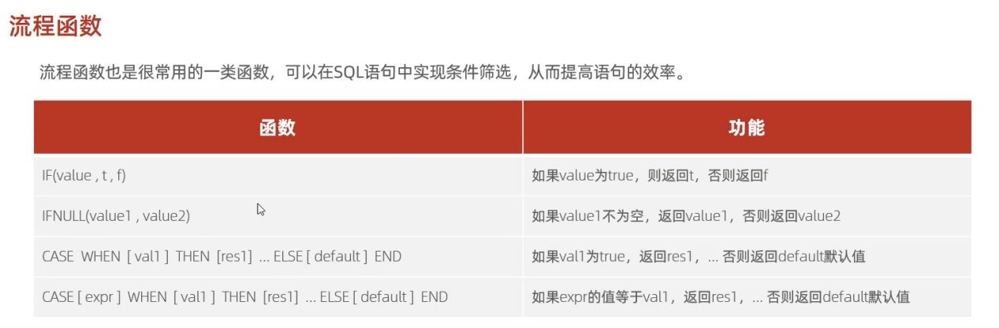 流程函数
流程函数也是很常用的一类函数，可以在SQL语句中实现条件筛选，从而提高语句的效率。
函数 功能
IF(value , t , f) 如果value为true，则返回t，否则返回f
IFNULL(value1 , value2) 如果value1不为空，返回value1，否则返回value2
CASE WHEN [ val1 ] THEN [res1] ... ELSE [ default ] END 如果val1为true，返回res1，... 否则返回default默认值
CASE [ expr ] WHEN [ val1 ] THEN [res1] ... ELSE [ default ] END 如果expr的值等于val1，返回res1，... 否则返回default默认值